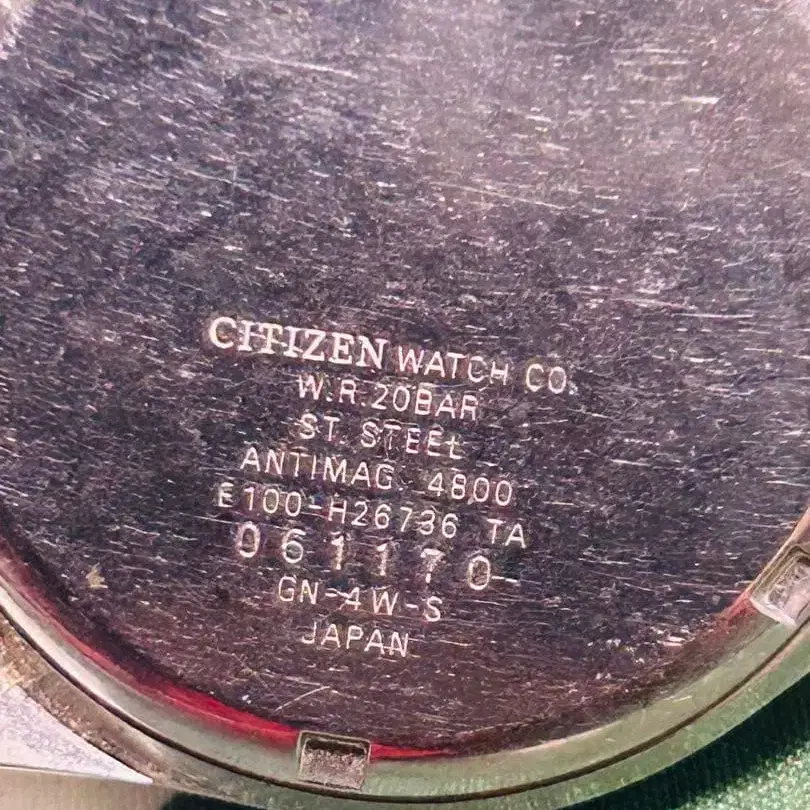 CITIZEN WATCH CO.
W.R.20BAR
ST. STEEL
ANTIMAG. 4800
E100-H26736 TA
061170
GN-4W-S
JAPAN